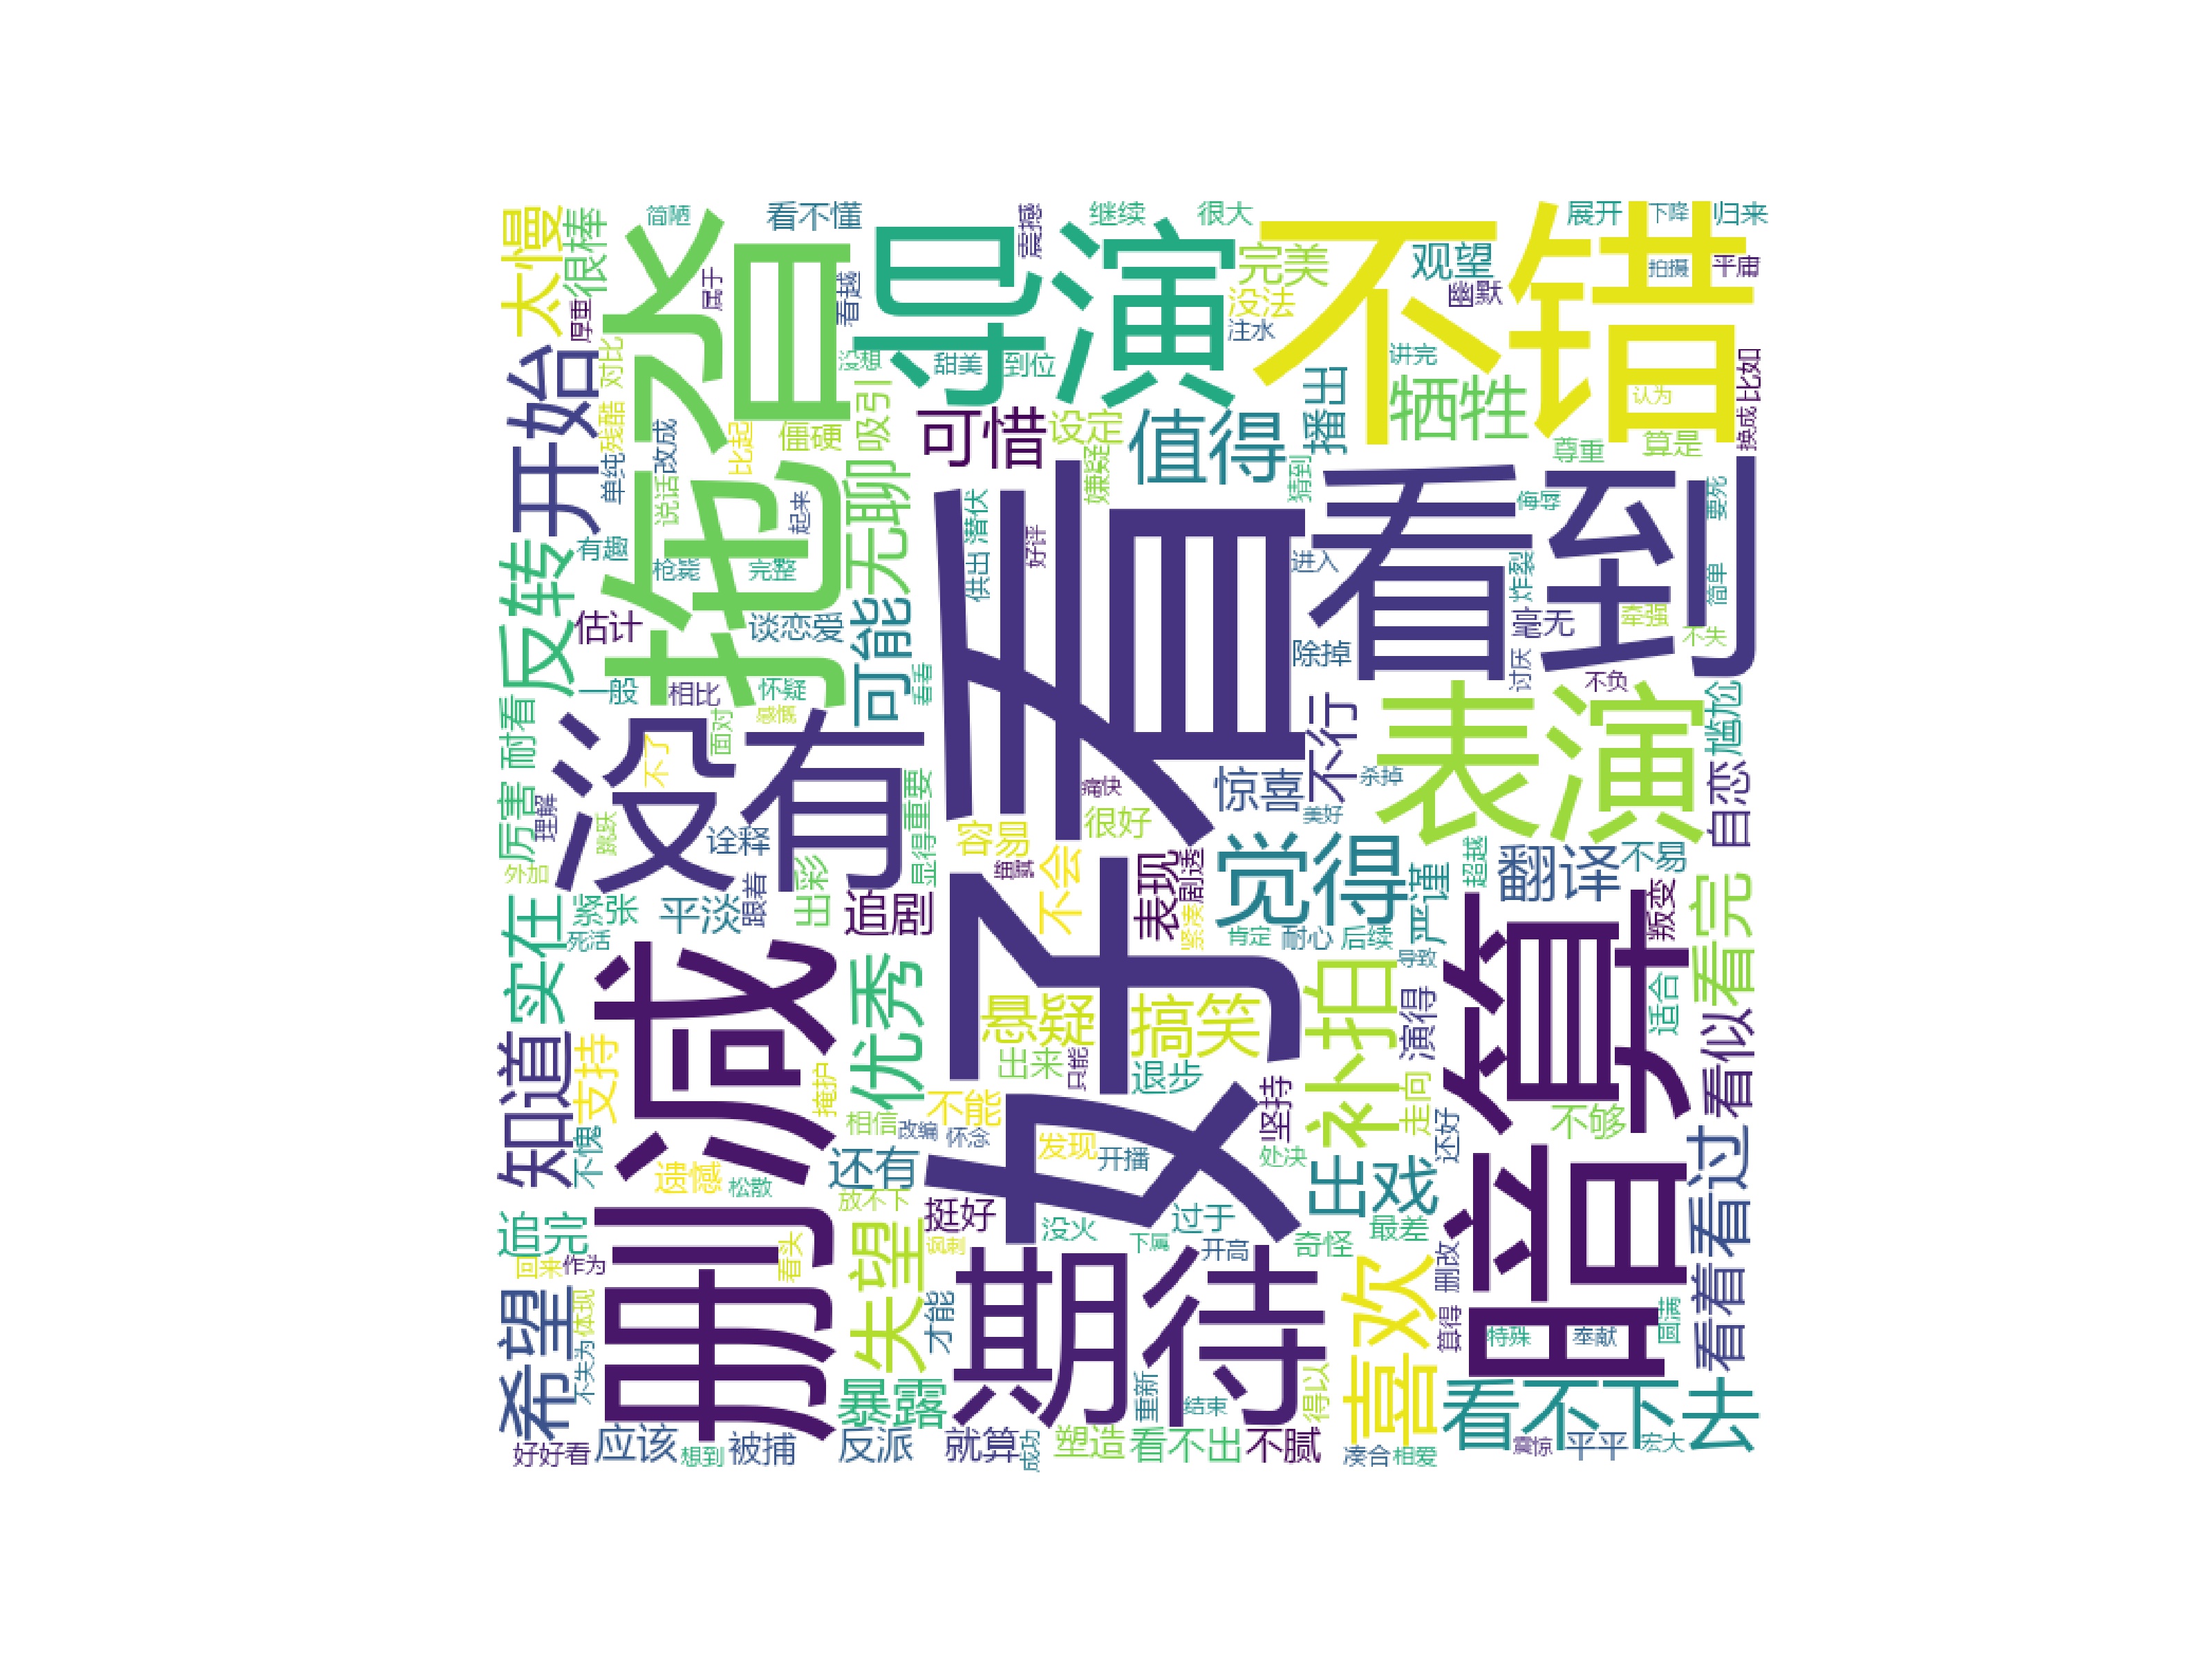 太慢
很棒
简陋
拖沓
看不懂
导演
震撼
继续
很大
不错
完美
观望
展开
下降
归来
拍摄
平庸
幽默
没法
注水
厚重
属于
看越
开始
对比
没想
甜美
到位
讲完
牺牲
认为
比如
换成
残酷
单纯
改成
说话
比起
僵硬
吸引
可惜
设定
值得
播出
尊重
算是
嫌疑
猜到
无聊
好看
看到
侮辱
要死
起来
有趣
枪毙
完整
供出
潜伏
好评
进入
炸裂
简单
反转
估计
谈恋爱
可能
除掉
毫无
牵强
不失
讨厌
一般
相比
怀疑
看看
不负
感慨
面对
没有
不了
耐看
不行
表演
尴尬
厉害
理解
跳跃
外加
诠释
重要
显得
痛快
惊喜
杀掉
美好
自恋
容易
很好
觉得
超越
翻译
不易
出彩
不会
表现
剧透
紧凑
严谨
叛变
看完
紧张
死活
平淡
跟着
追剧
实在
肯定
耐心
后续
导致
暗算
删减
优秀
悬疑
搞笑
补拍
演得
适合
看似
知道
支持
掩护
出来
只能
退步
坚持
走向
相信
不能
改编
怀念
发现
开播
处决
还好
不够
不愧
遗憾
松散
还有
放不下
出戏
看过
看看
追完
回来
作为
看头
失望
挺好
讽刺
没火
过于
下属
开高
奇怪
最差
删改
希望
体现
不失为
才能
期待
喜欢
算得
特殊
奉献
圆满
暴露
重新
结束
得以
看不下去
好好看
应该
想到
被捕
反派
就算
成功
塑造
看不出
不腻
凑合
相爱
震惊
平平
宏大